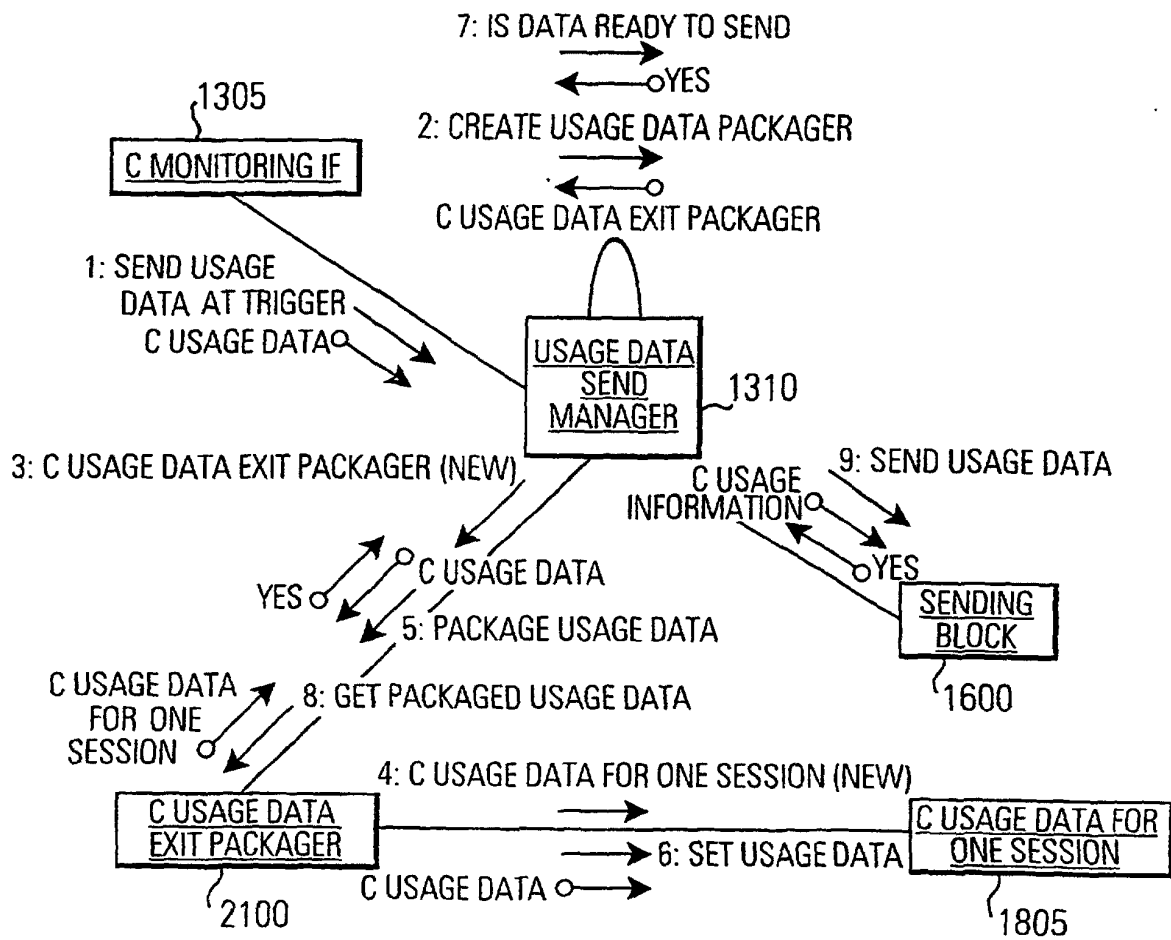 7: IS DATA READY TO SEND
YES
2: CREATE USAGE DATA PACKAGER
C USAGE DATA EXIT PACKAGER
1305
C MONITORING IF
1: SEND USAGE
DATA AT TRIGGER
C USAGE DATA
USAGE DATA
SEND
MANAGER
1310
3: C USAGE DATA EXIT PACKAGER (NEW)
9: SEND USAGE DATA
C USAGE
INFORMATION
YES
SENDING
BLOCK
1600
YES
C USAGE DATA
5: PACKAGE USAGE DATA
C USAGE DATA
FOR ONE
SESSION
8: GET PACKAGED USAGE DATA
4: C USAGE DATA FOR ONE SESSION (NEW)
C USAGE DATA
EXIT PACKAGER
2100
6: SET USAGE DATA
C USAGE DATA
C USAGE DATA FOR
ONE SESSION
1805